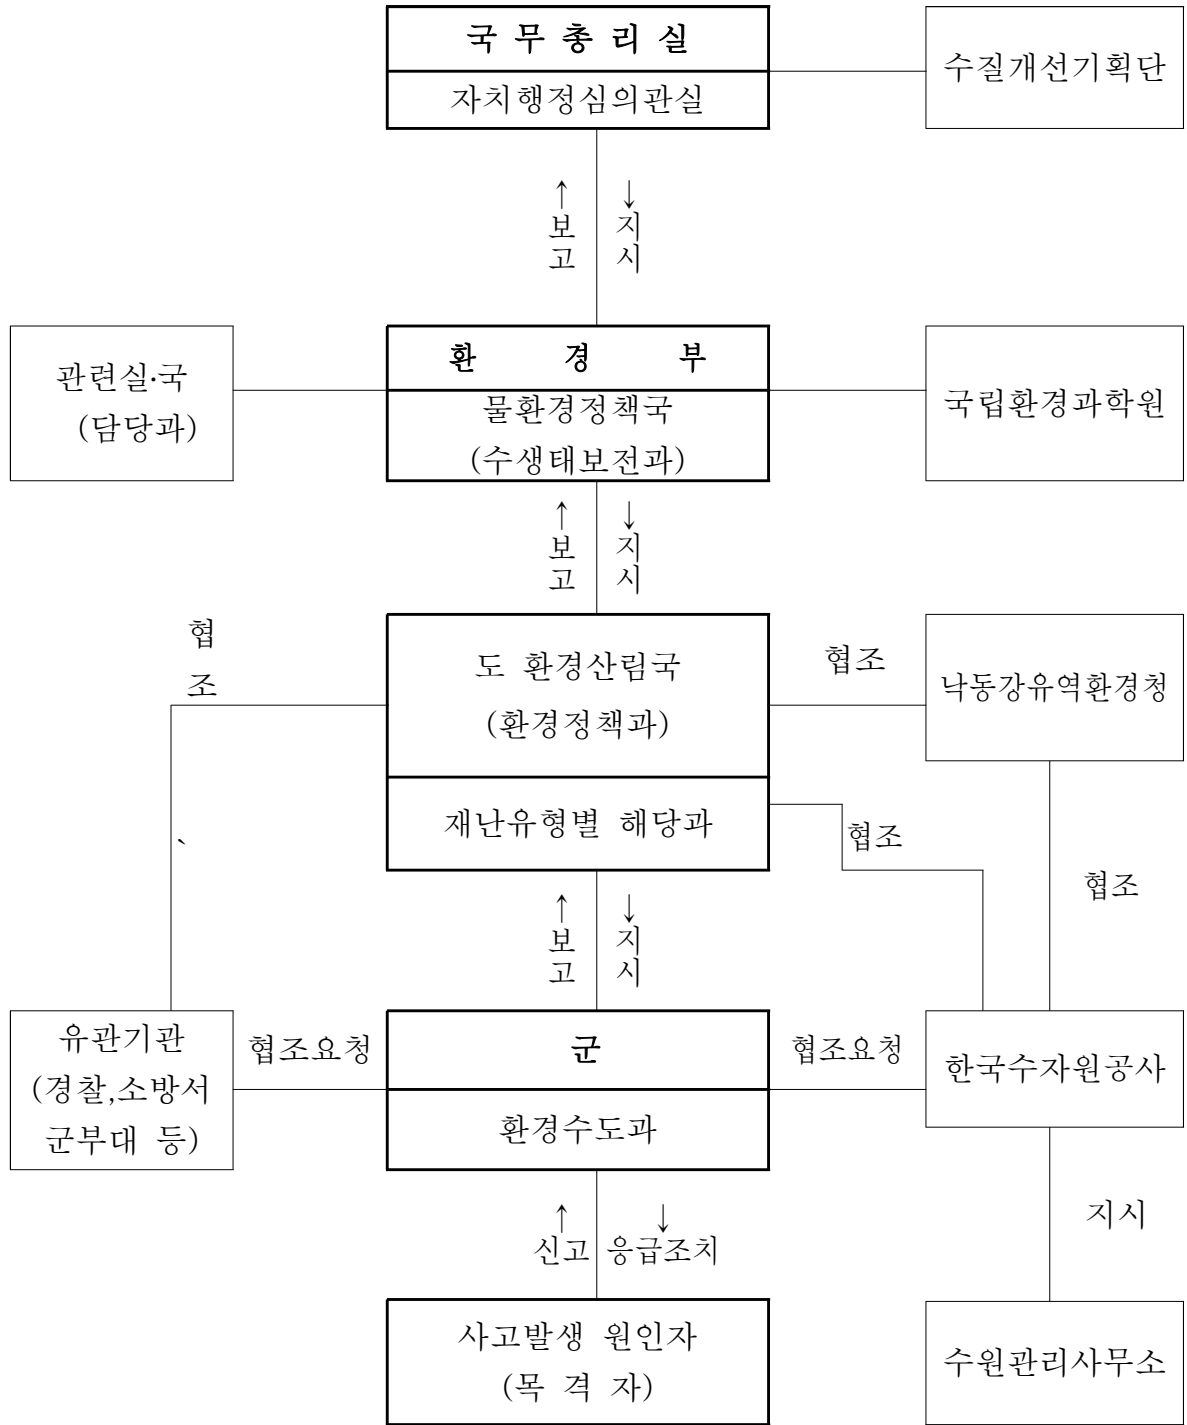 국 무 총 리 실
자치행정심의관실
수질개선기획단
↑ ↓
보 지
고 시
관련실·국
(담당과)
환 경 부
물환경정책국
(수생태보전과)
국립환경과학원
↑ ↓
보 지
고 시
협
조
도 환경산림국
(환경정책과)
협조
낙동강유역환경청
재난유형별 해당과
협조
협조
↑ ↓
보 지
고 시
유관기관
(경찰,소방서
군부대 등)
협조요청
군
환경수도과
협조요청
한국수자원공사
↑ ↓
신고 응급조치
지시
사고발생 원인자
(목 격 자)
수원관리사무소